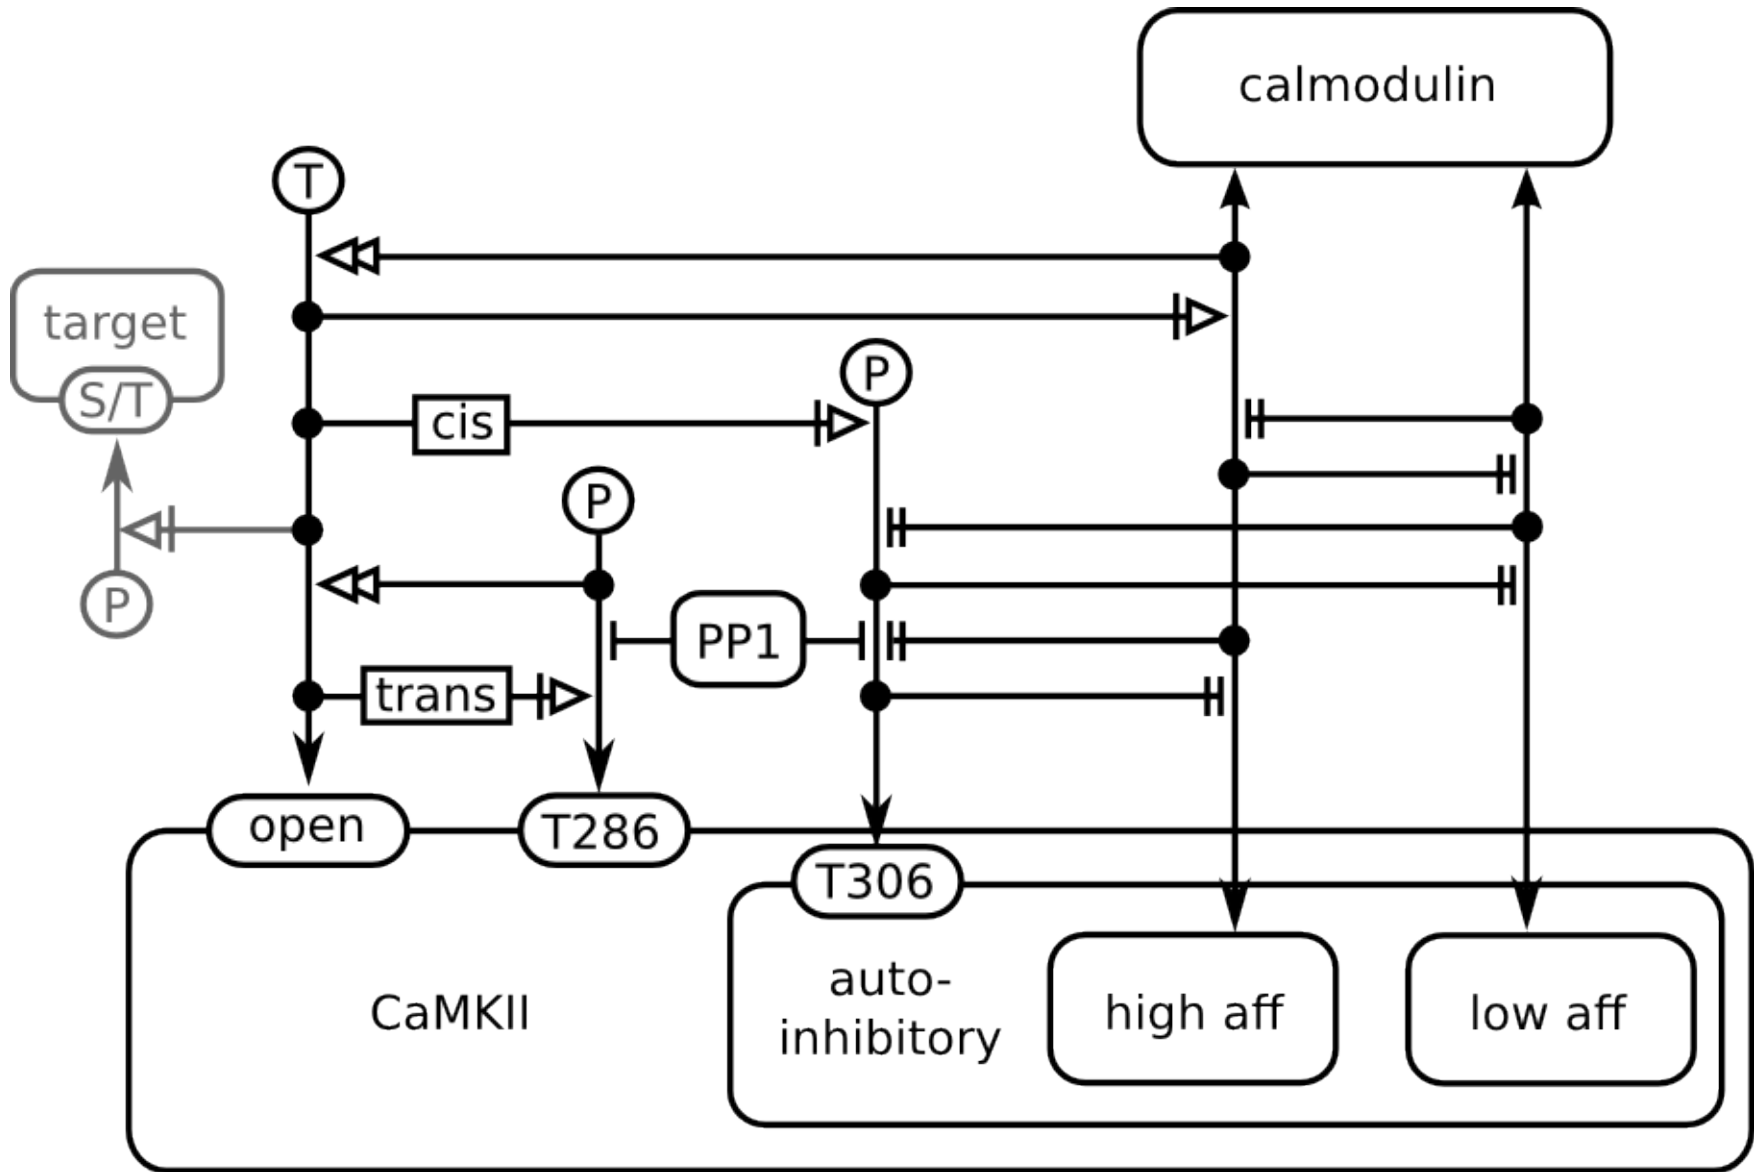 calmodulin
T
target
S/T
P
cis
P
P
PP1
trans
open
T286
T306
CaMKII
auto-
inhibitory
high aff
low aff